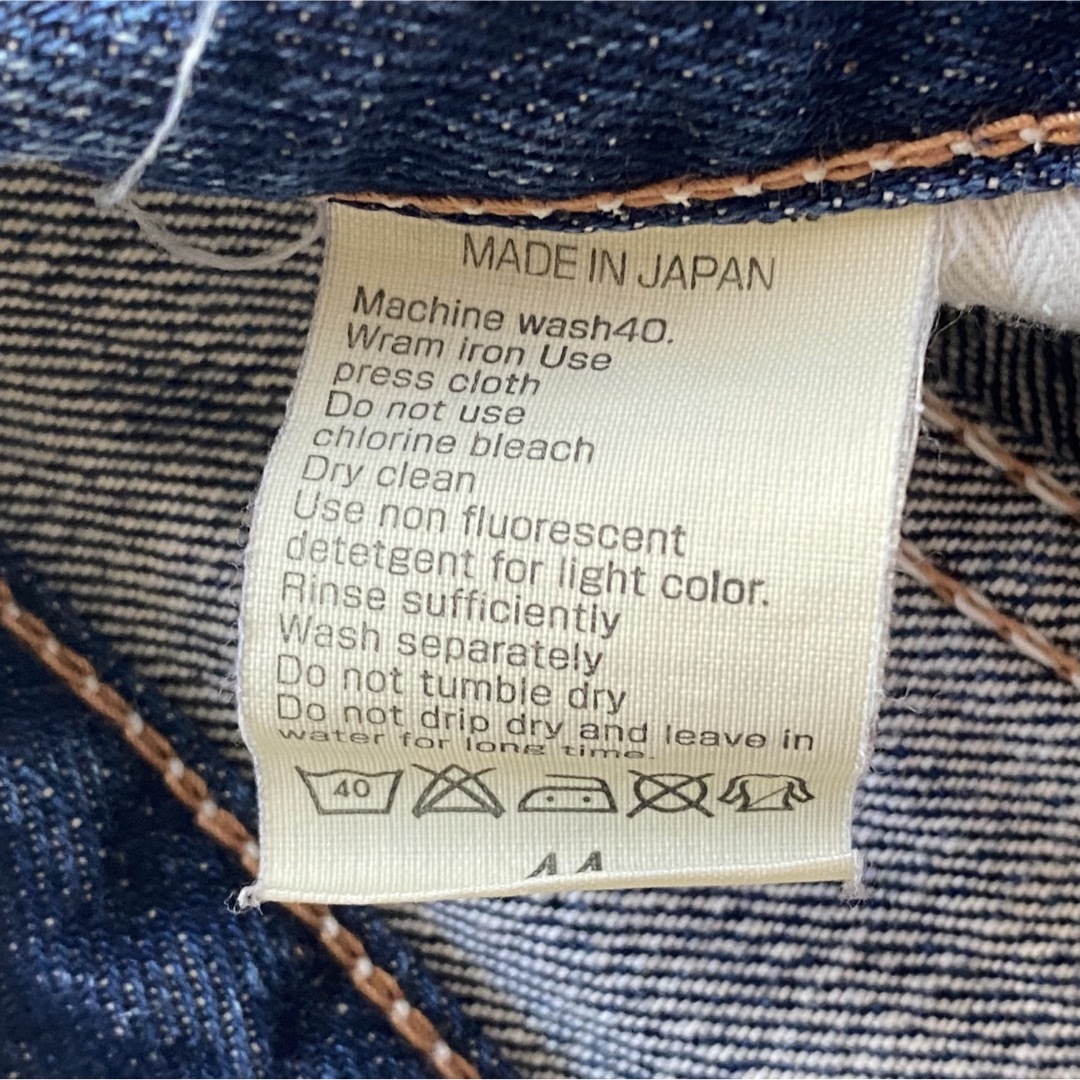 MADE IN JAPAN
Machine wash40.
Wram iron Use
press cloth
Do not use
chlorine bleach
Dry clean
Use non fluorescent
detetgent for light color.
Rinse sufficiently
Wash separately
Do not tumble dry
Do not drip dry and leave in
water for long time.
40